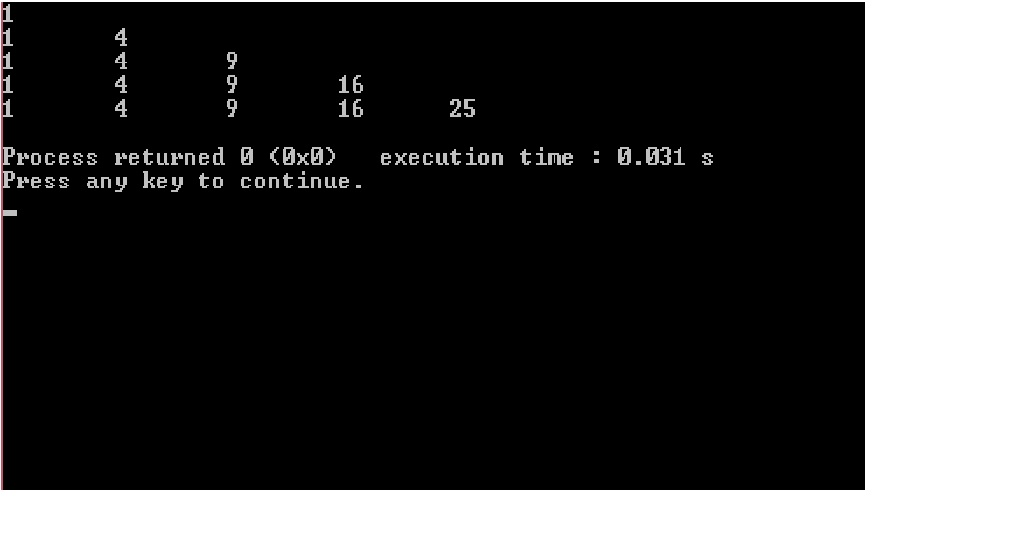 1
1	4
1	4	9
1	4	9	16
1	4	9	16	25
Process returned 0 (0x0)   execution time : 0.031 s
Press any key to continue.